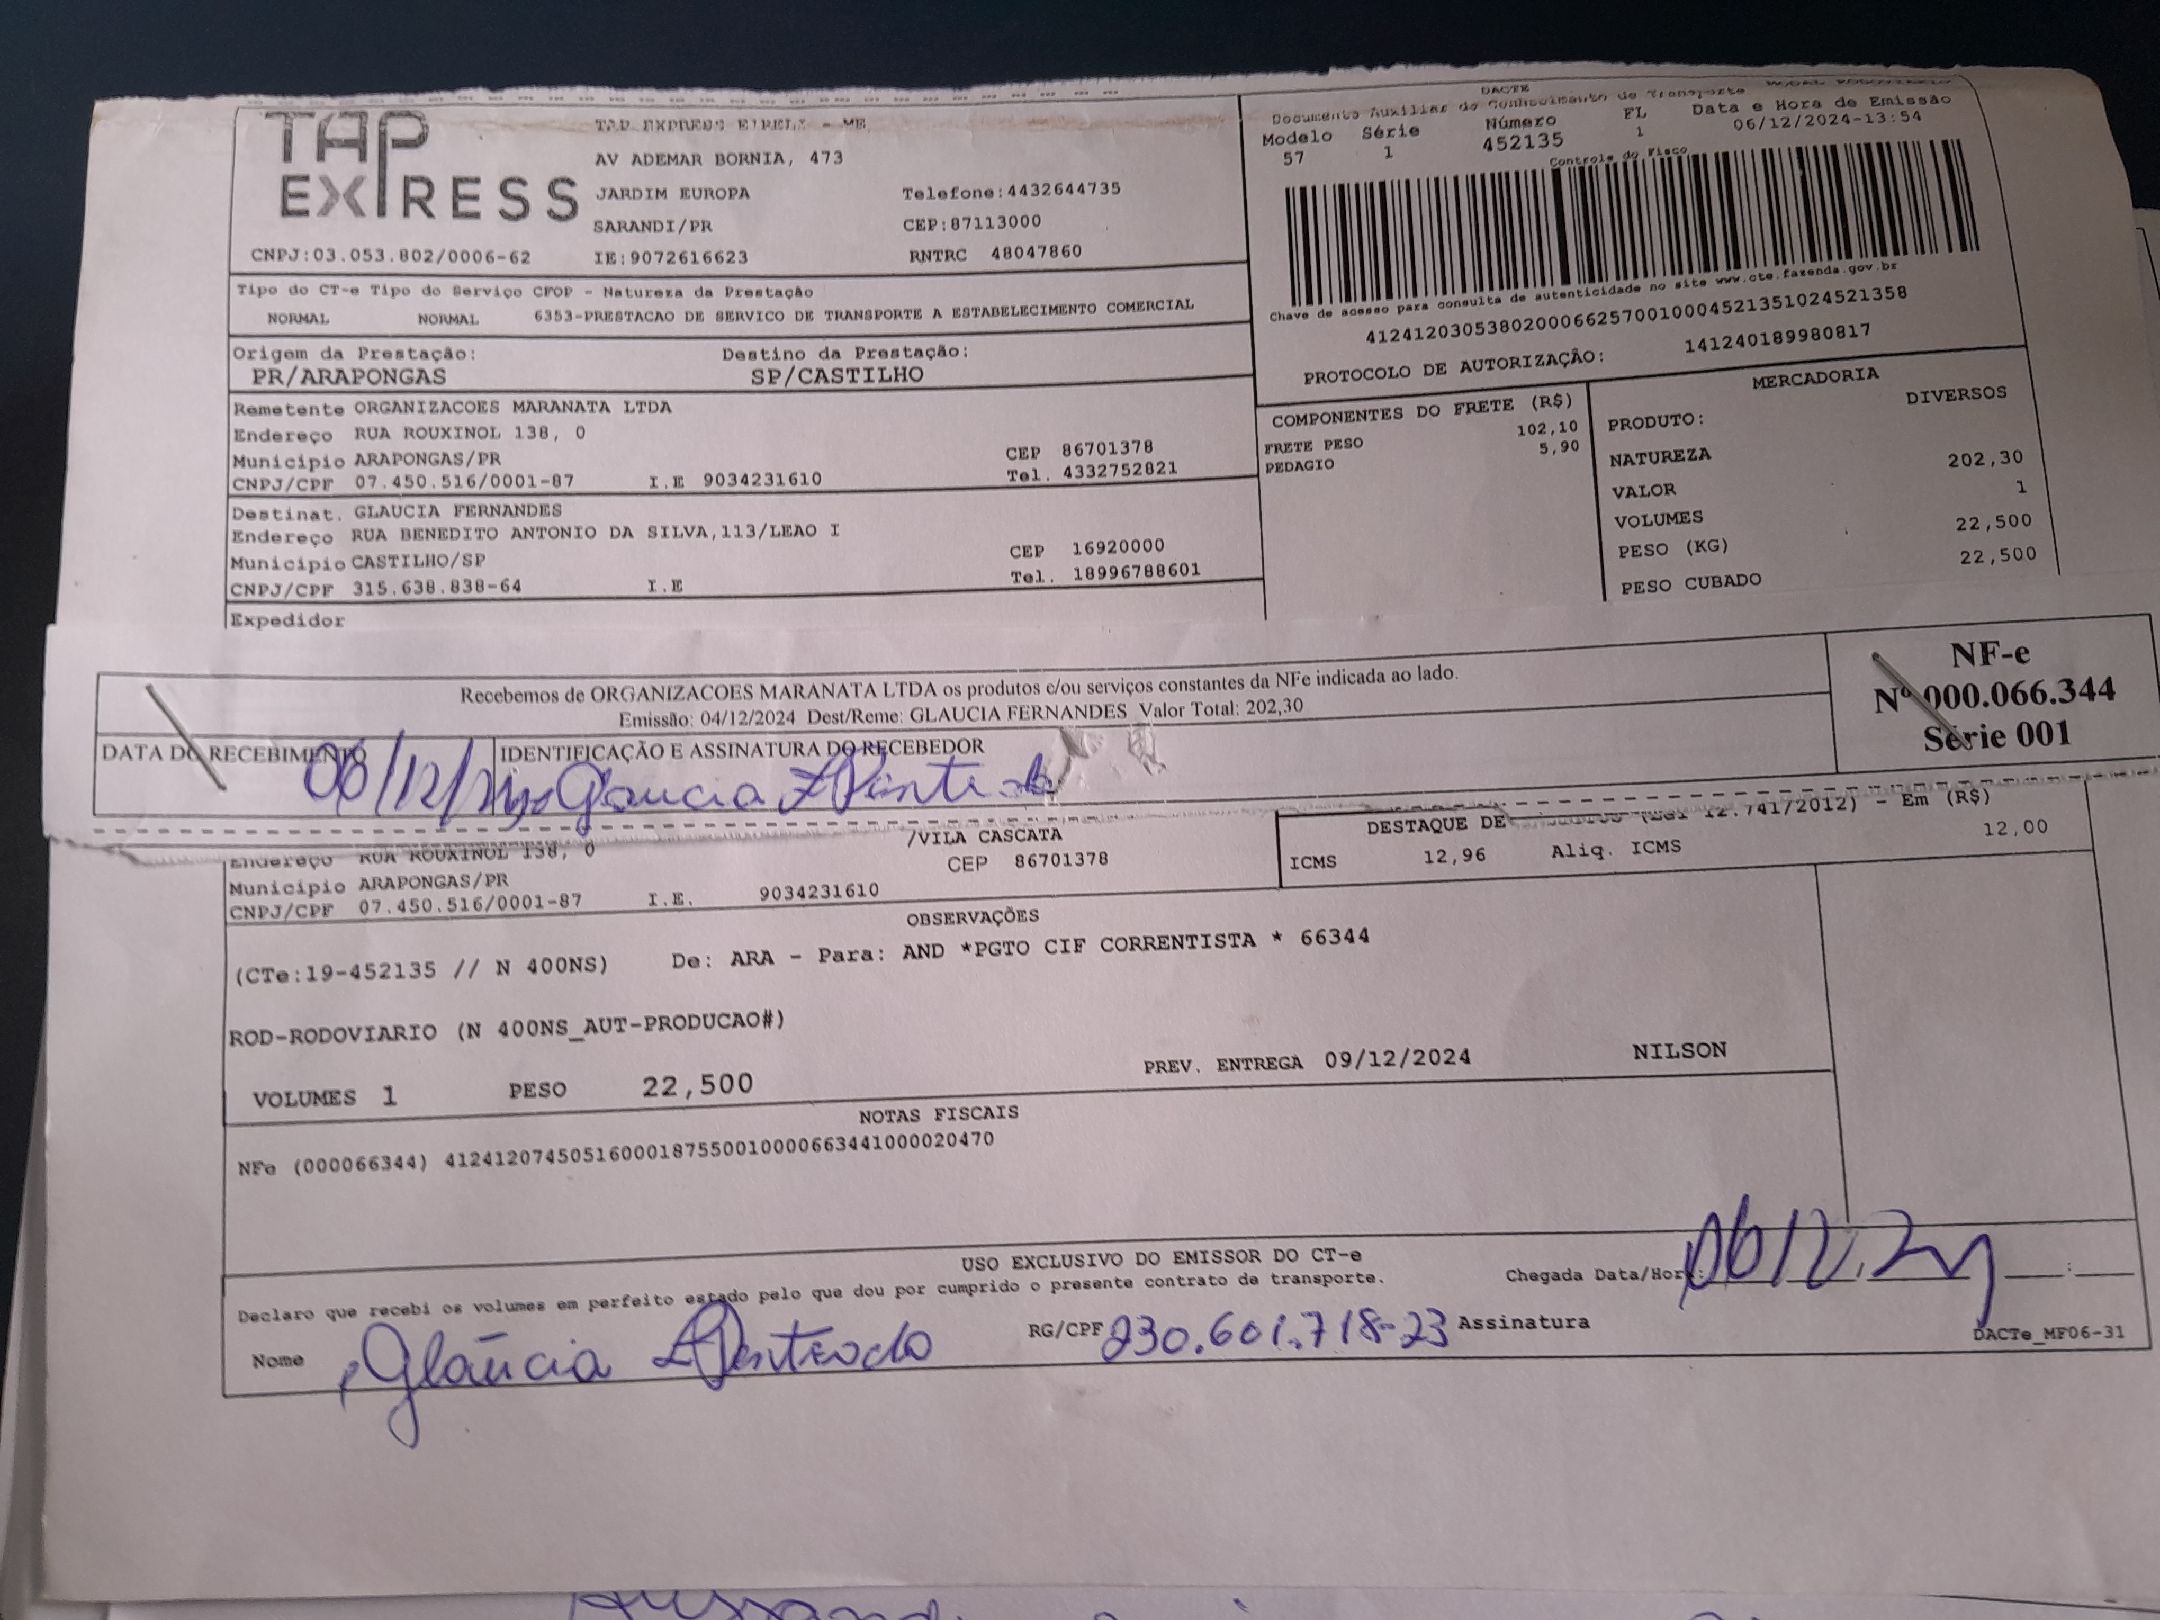 DACTE
TAP EXPRESS
TAP EXPRESS EIRELI - ME
Documento Auxiliar do Conhecimento de Transporte
Modelo Série Número FL Data e Hora de Emissão
57 1 452135 1 06/12/2024-13:54
AV ADEMAR BORNIA, 473
Controle do Fisco
JARDIM EUROPA Telefone:4432644735
SARANDI/PR CEP:87113000
CNPJ:03.053.802/0006-62 IE:9072616623 RNTRC 48047860
Chave de acesso para consulta de autenticidade no site www.cte.fazenda.gov.br
41241203053802000662570010004521351024521358
PROTOCOLO DE AUTORIZAÇÃO: 141240189980817
Tipo do CT-e Tipo do Serviço CFOP - Natureza da Prestação
NORMAL NORMAL 6353-PRESTACAO DE SERVICO DE TRANSPORTE A ESTABELECIMENTO COMERCIAL
Origem da Prestação: Destino da Prestação:
PR/ARAPONGAS SP/CASTILHO
Remetente ORGANIZACOES MARANATA LTDA
Endereço RUA ROUXINOL 138, 0
Município ARAPONGAS/PR CEP 86701378
CNPJ/CPF 07.450.516/0001-87 I.E 9034231610 Tel. 4332752821
Destinat. GLAUCIA FERNANDES
Endereço RUA BENEDITO ANTONIO DA SILVA,113/LEAO I
Município CASTILHO/SP CEP 16920000
CNPJ/CPF 315.638.838-64 I.E Tel. 18996788601
Expedidor
COMPONENTES DO FRETE (R$)
FRETE PESO 102,10
PEDAGIO 5,90
MERCADORIA
PRODUTO: DIVERSOS
NATUREZA
VALOR 202,30
VOLUMES 1
PESO (KG) 22,500
PESO CUBADO 22,500
Recebemos de ORGANIZACOES MARANATA LTDA os produtos e/ou serviços constantes da NFe indicada ao lado.
Emissão: 04/12/2024 Dest/Reme: GLAUCIA FERNANDES Valor Total: 202,30
NF-e
Nº 000.066.344
Série 001
DATA DO RECEBIMENTO IDENTIFICAÇÃO E ASSINATURA DO RECEBEDOR
06/12/24 Glaucia
Endereço RUA ROUXINOL 138, 0 /VILA CASCATA
Município ARAPONGAS/PR CEP 86701378
CNPJ/CPF 07.450.516/0001-87 I.E. 9034231610
DESTAQUE DE 12.741/2012) - Em (R$)
ICMS 12,96 Aliq. ICMS 12,00
OBSERVAÇÕES
(CTe:19-452135 // N 400NS) De: ARA - Para: AND *PGTO CIF CORRENTISTA * 66344
ROD-RODOVIARIO (N 400NS_AUT-PRODUCAO#)
VOLUMES 1 PESO 22,500 PREV. ENTREGA 09/12/2024 NILSON
NOTAS FISCAIS
NFe (000066344) 41241207450516000187550010000663441000020470
USO EXCLUSIVO DO EMISSOR DO CT-e
Declaro que recebi os volumes em perfeito estado pelo que dou por cumprido o presente contrato de transporte. Chegada Data/Hora: 06/12.24 :
Nome Gláucia RG/CPF 230.601.718-23 Assinatura
DACTe_MF06-31